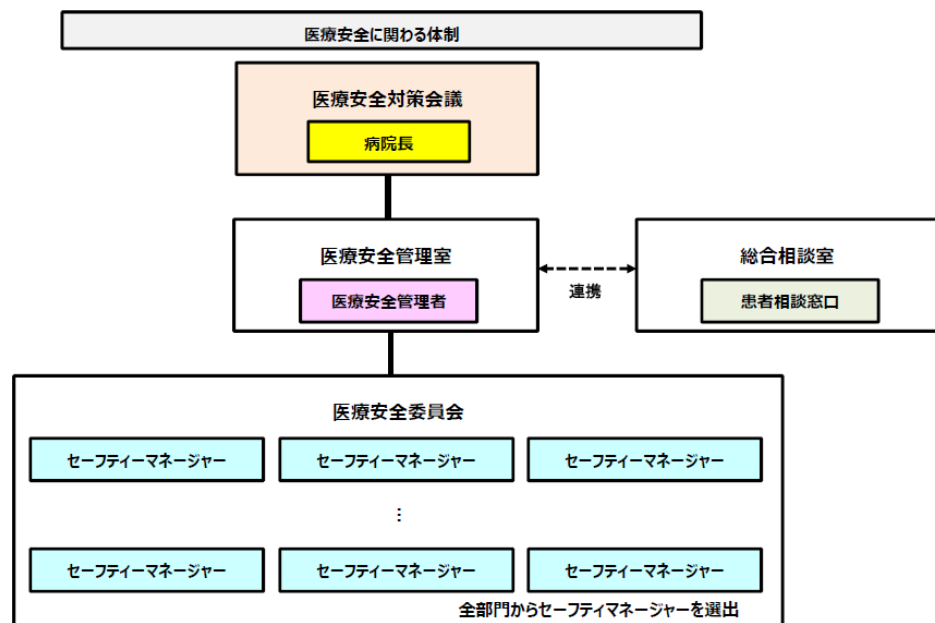 医療安全に関わる体制
医療安全対策会議
病院長
医療安全管理室
医療安全管理者
連携
総合相談室
患者相談窓口
医療安全委員会
セーフティーマネージャー セーフティーマネージャー セーフティーマネージャー
⋮
セーフティーマネージャー セーフティーマネージャー セーフティーマネージャー
全部門からセーフティマネージャーを選出